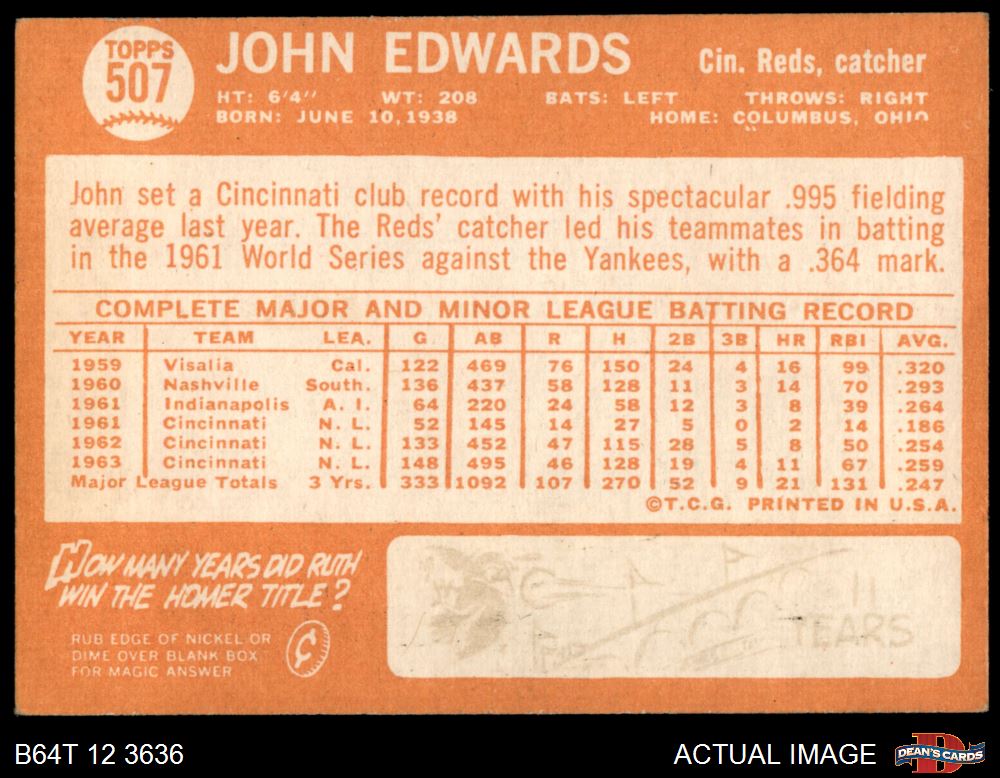 TOPPS
507
JOHN EDWARDS
Cin. Reds, catcher
HT: 6'4" WT: 208 BATS: LEFT THROWS: RIGHT
BORN: JUNE 10, 1938 HOME: COLUMBUS, OHIO
John set a Cincinnati club record with his spectacular .995 fielding
average last year. The Reds' catcher led his teammates in batting
in the 1961 World Series against the Yankees, with a .364 mark.
COMPLETE MAJOR AND MINOR LEAGUE BATTING RECORD
YEAR TEAM LEA. G AB R H 2B 3B HR RBI AVG.
1959 Visalia Cal. 122 469 76 150 24 4 16 99 .320
1960 Nashville South. 136 437 58 128 11 3 14 70 .293
1961 Indianapolis A. I. 64 220 24 58 12 3 8 39 .264
1961 Cincinnati N. L. 52 145 14 27 5 0 2 14 .186
1962 Cincinnati N. L. 133 452 47 115 28 5 8 50 .254
1963 Cincinnati N. L. 148 495 46 128 19 4 11 67 .259
Major League Totals 3 Yrs. 333 1092 107 270 52 9 21 131 .247
©T.C.G. PRINTED IN U.S.A.
HOW MANY YEARS DID RUTH
WIN THE HOMER TITLE?
RUB EDGE OF NICKEL OR
DIME OVER BLANK BOX
FOR MAGIC ANSWER
11
YEARS
B64T 12 3636
ACTUAL IMAGE
DEAN'S CARDS